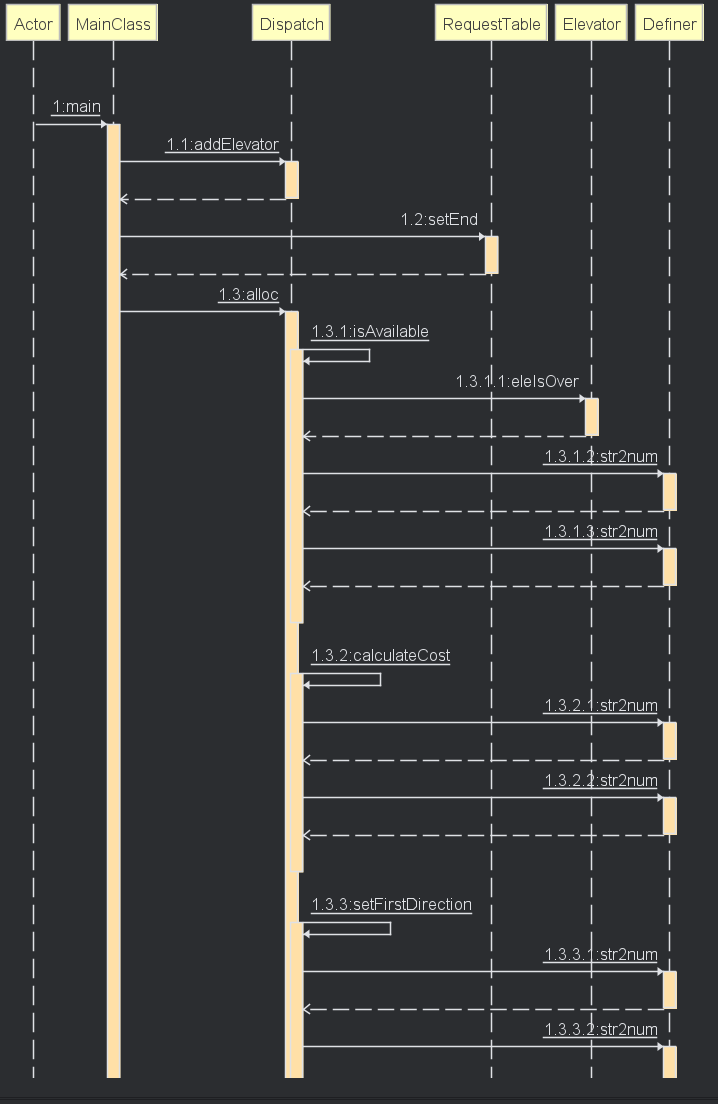 Actor MainClass Dispatch RequestTable Elevator Definer
1:main
1.1:addElevator
1.2:setEnd
1.3:alloc
1.3.1:isAvailable
1.3.1.1:eleIsOver
1.3.1.2:str2num
1.3.1.3:str2num
1.3.2:calculateCost
1.3.2.1:str2num
1.3.2.2:str2num
1.3.3:setFirstDirection
1.3.3.1:str2num
1.3.3.2:str2num